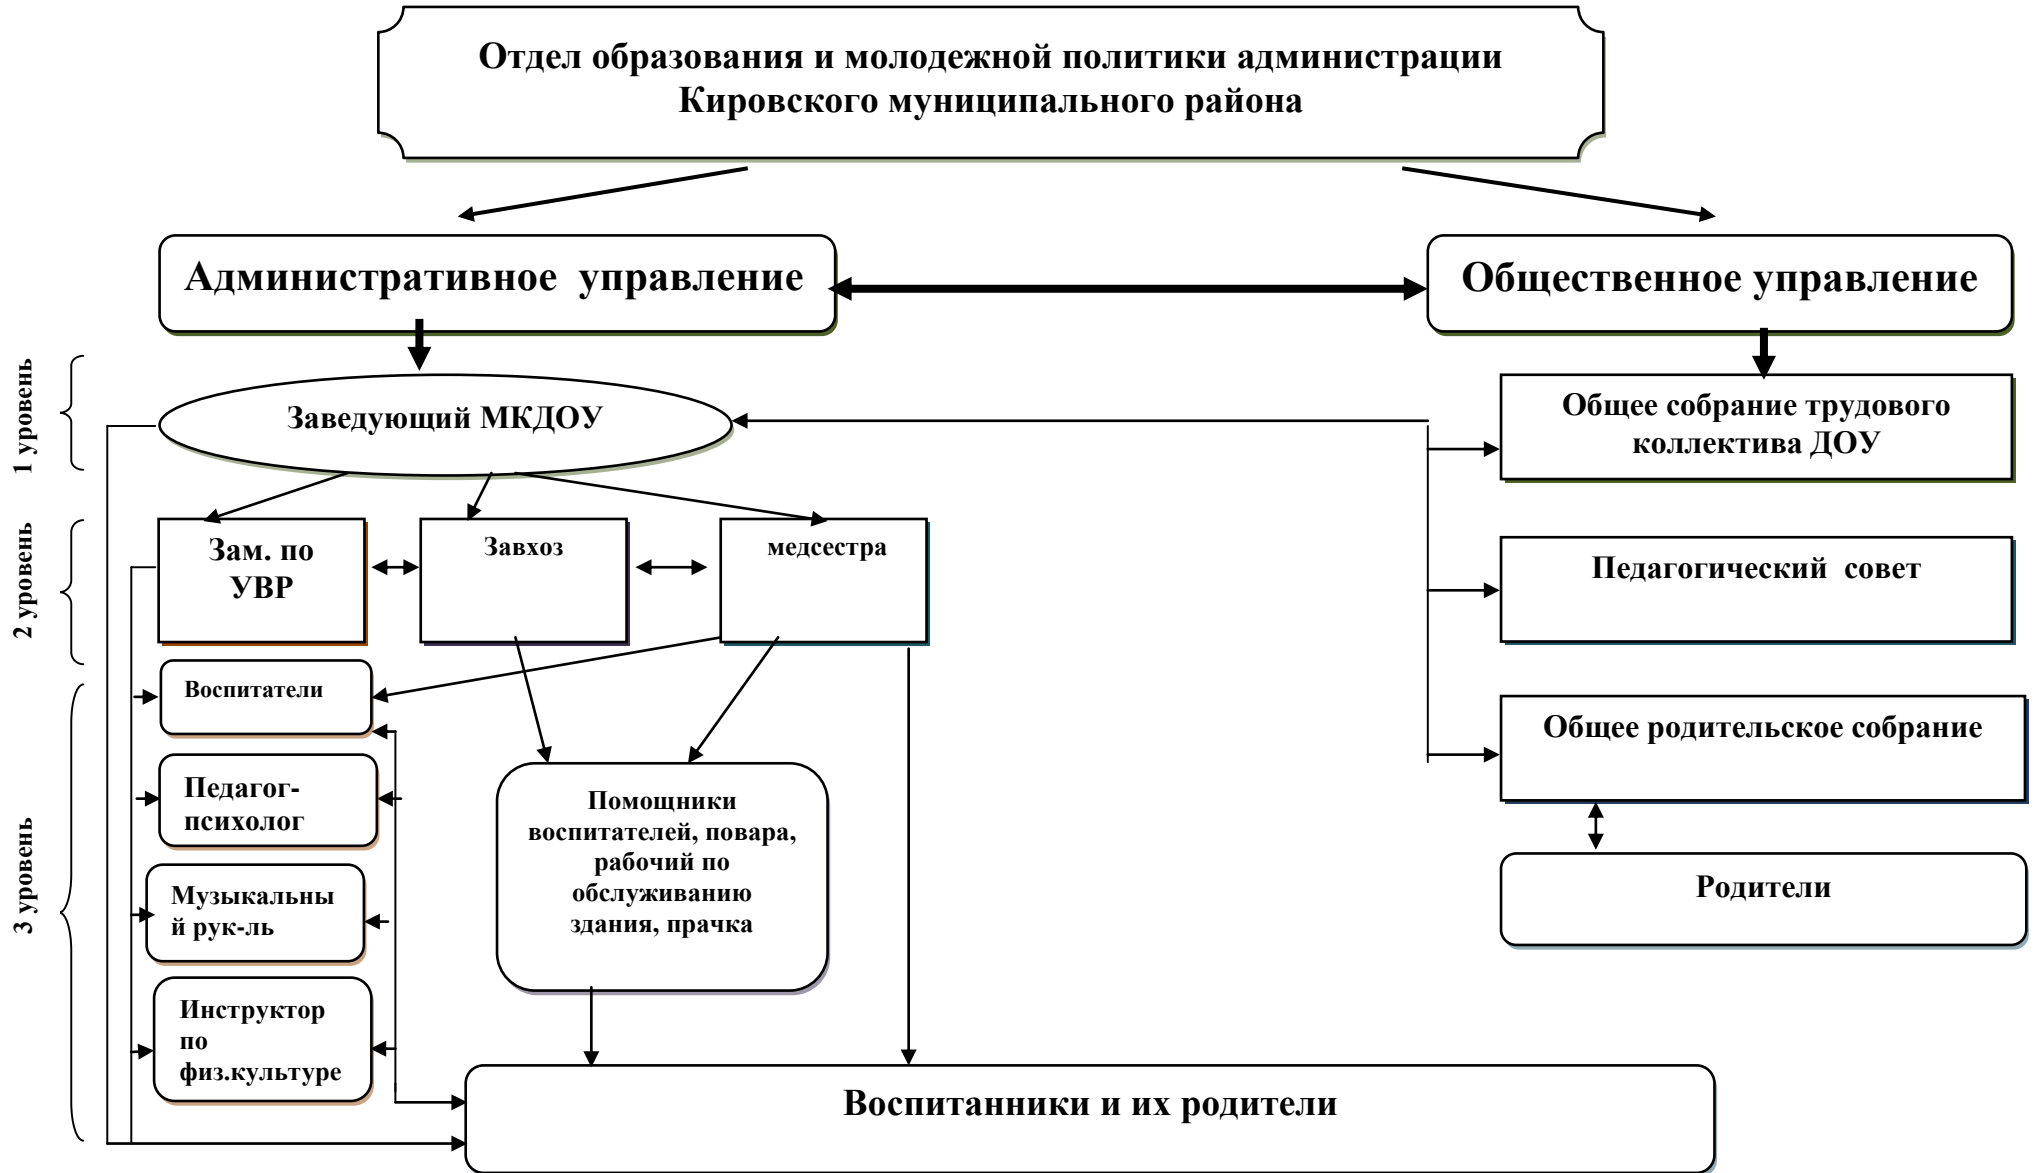 Отдел образования и молодежной политики администрации
Кировского муниципального района
Административное управление
Общественное управление
1 уровень
Заведующий МКДОУ
Общее собрание трудового
коллектива ДОУ
2 уровень
Зам. по
УВР
Завхоз
медсестра
Педагогический совет
3 уровень
Воспитатели
Общее родительское собрание
Педагог-
психолог
Помощники
воспитателей, повара,
рабочий по
обслуживанию
здания, прачка
Родители
Музыкальны
й рук-ль
Инструктор
по
физ.культуре
Воспитанники и их родители